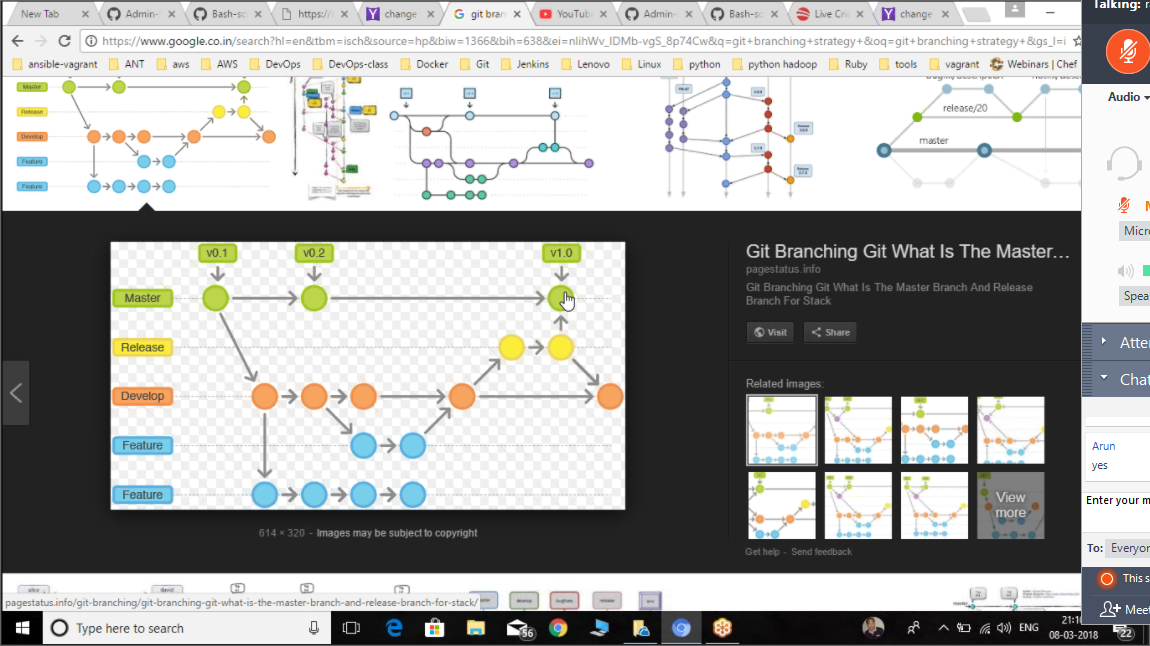 New Tab
Admin-
Bash-sc
https://
change
git bran
YouTub
Admin-
Bash-sc
Live Cri
change
Talking:
https://www.google.co.in/search?hl=en&tbm=isch&source=hp&biw=1366&bih=638&ei=nIihWv_IDMb-vgS_8p74Cw&q=git+branching+strategy+&oq=git+branching+strategy+&gs_l=i
ansible-vagrant
ANT
aws
AWS
DevOps
DevOps-class
Docker
Git
Jenkins
Lenovo
Linux
python
python hadoop
Ruby
tools
vagrant
Webinars | Chef
Audio
Master
Release
Develop
Feature
Feature
release/20
master
Micro
Spea
v0.1
v0.2
v1.0
Master
Release
Develop
Feature
Feature
614 × 320 - Images may be subject to copyright
Git Branching Git What Is The Master...
pagestatus.info
Git Branching Git What Is The Master Branch And Release
Branch For Stack
Visit
Share
Related images:
View
more
Get help - Send feedback
Atte
Chat
Arun
yes
Enter your m
To:
Everyon
This s
Meet
pagestatus.info/git-branching/git-branching-git-what-is-the-master-branch-and-release-branch-for-stack/
Type here to search
56
ENG
21:10
08-03-2018
22